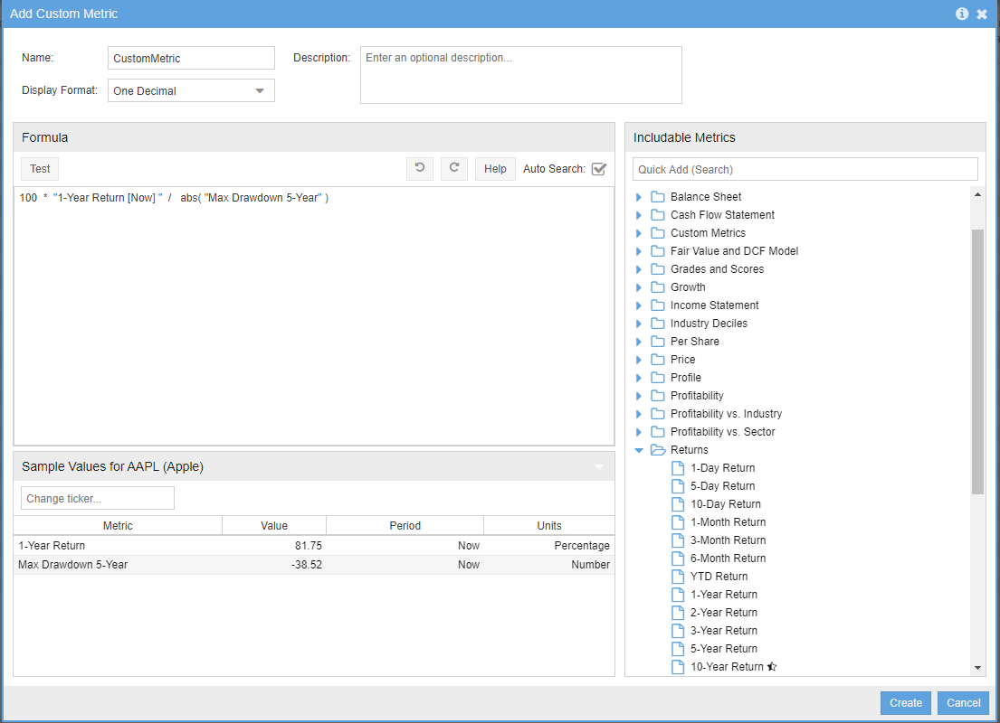 Add Custom Metric
Name: CustomMetric Description: Enter an optional description...
Display Format: One Decimal
Formula
Test Help Auto Search:
100 * "1-Year Return [Now] " / abs( "Max Drawdown 5-Year" )
Sample Values for AAPL (Apple)
Change ticker...
Metric Value Period Units
1-Year Return 81.75 Now Percentage
Max Drawdown 5-Year -38.52 Now Number
Includable Metrics
Quick Add (Search)
Balance Sheet
Cash Flow Statement
Custom Metrics
Fair Value and DCF Model
Grades and Scores
Growth
Income Statement
Industry Deciles
Per Share
Price
Profile
Profitability
Profitability vs. Industry
Profitability vs. Sector
Returns
1-Day Return
5-Day Return
10-Day Return
1-Month Return
3-Month Return
6-Month Return
YTD Return
1-Year Return
2-Year Return
3-Year Return
5-Year Return
10-Year Return
Create Cancel